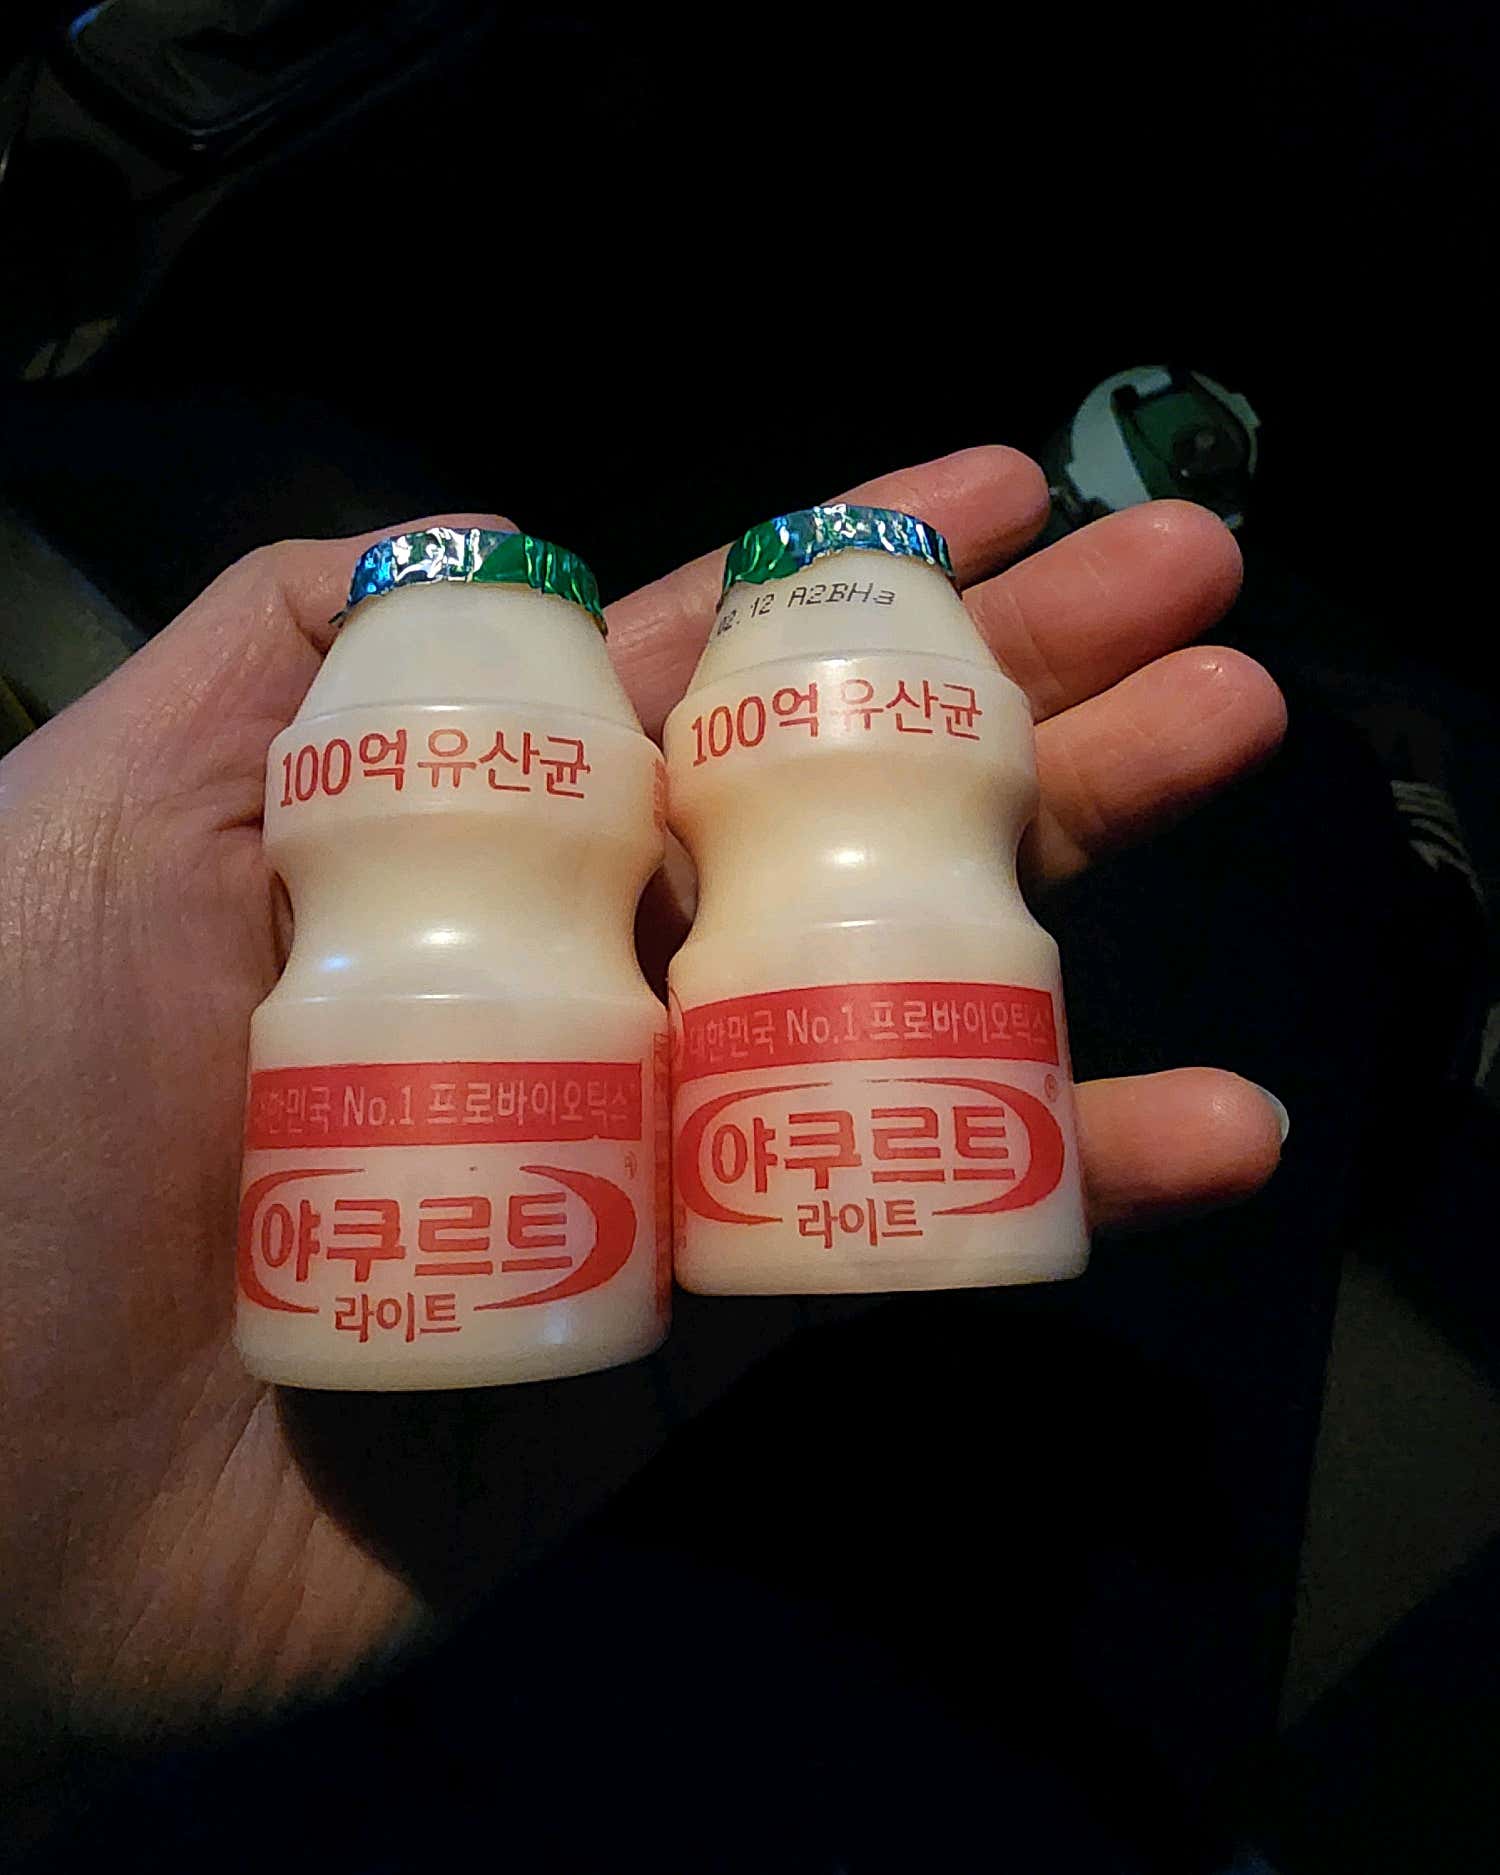 100억 유산균
대한민국 No.1 프로바이오틱스
야쿠르트
라이트
02.12 A2BH3
100억 유산균
대한민국 No.1 프로바이오틱스
야쿠르트
®
라이트